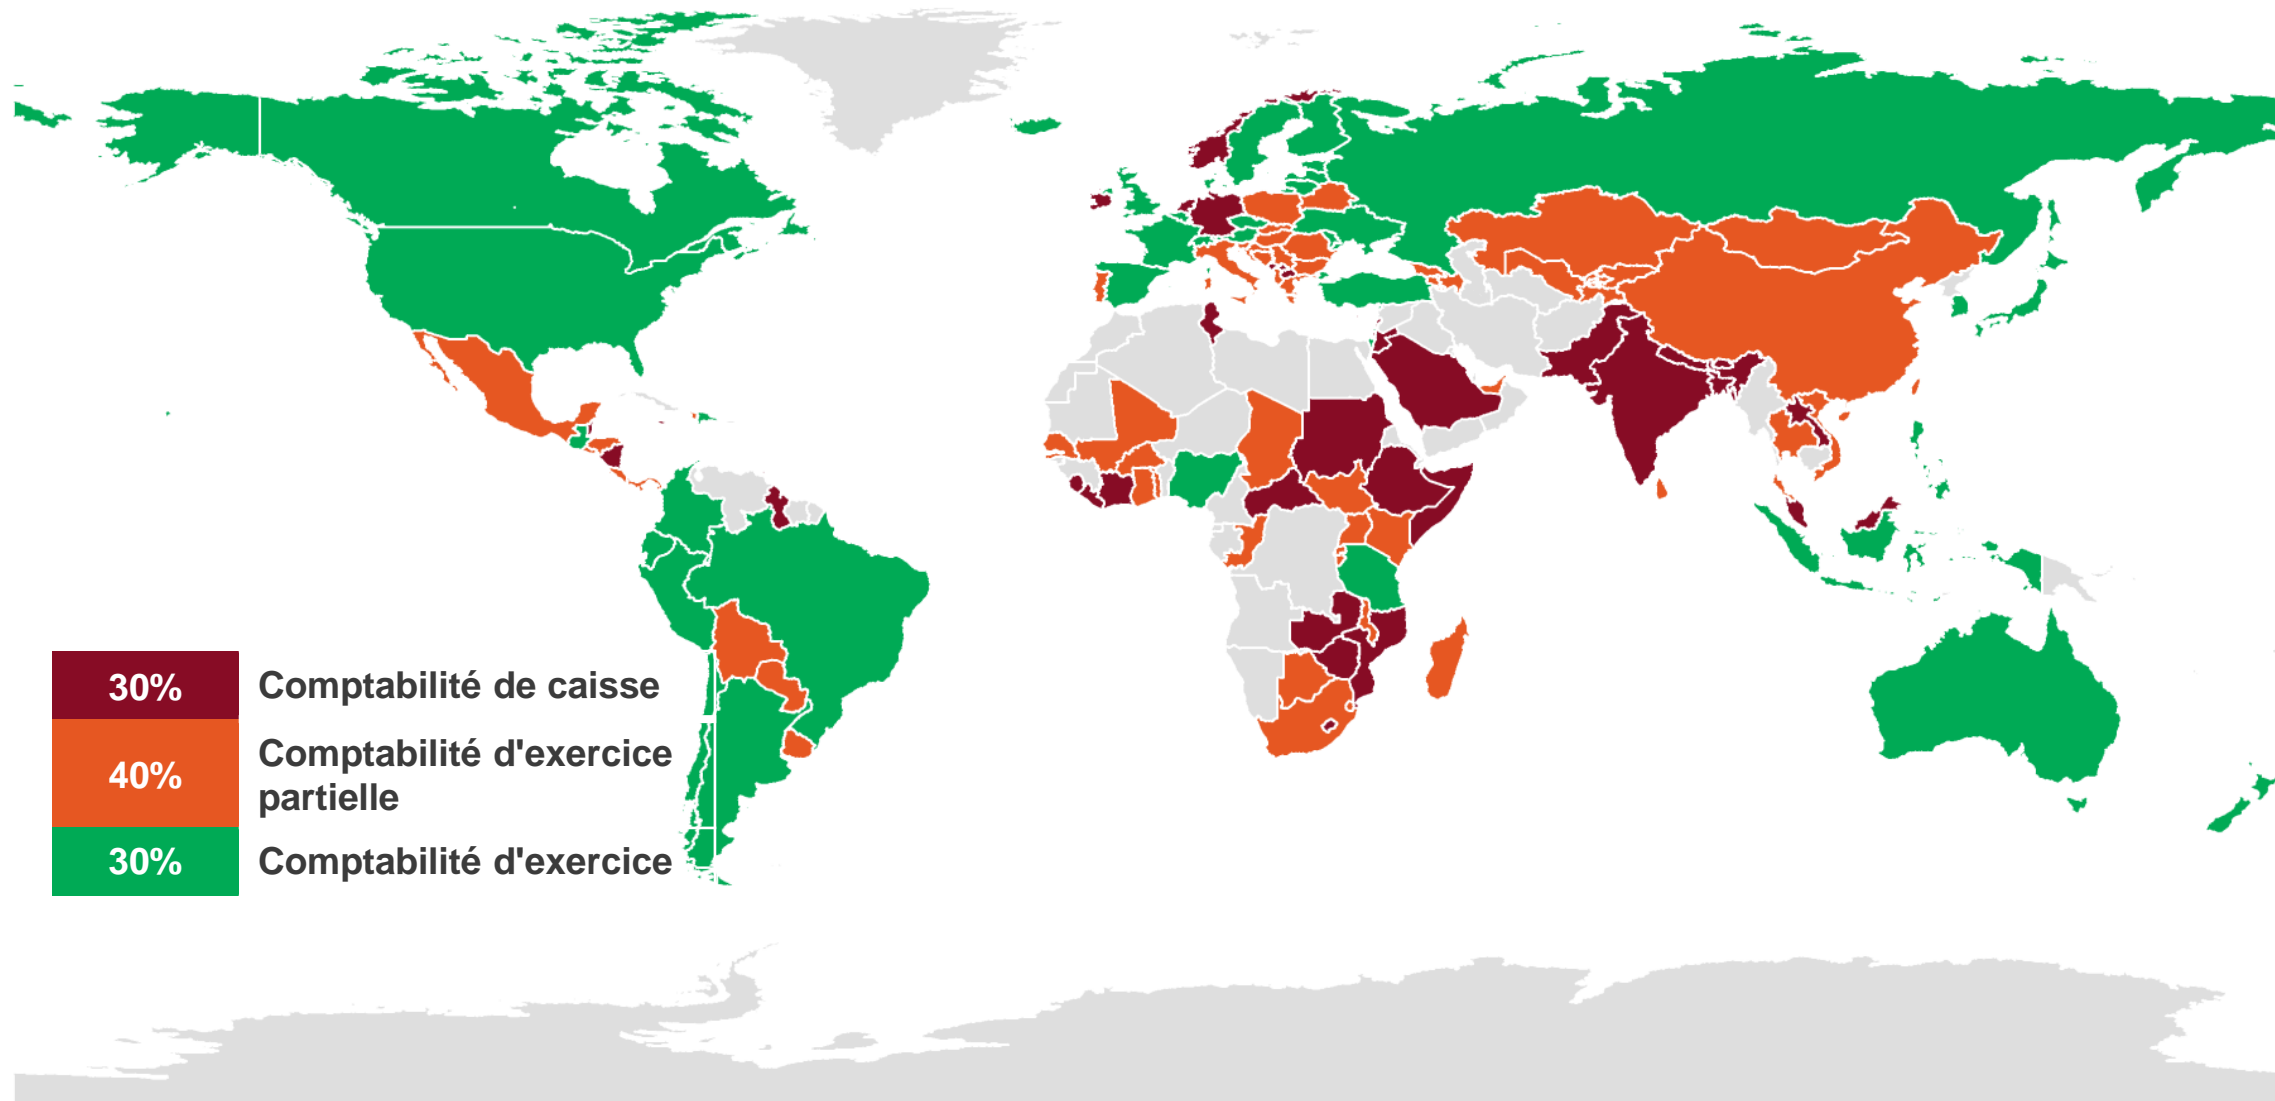 30% Comptabilité de caisse
40% Comptabilité d'exercice
partielle
30% Comptabilité d'exercice